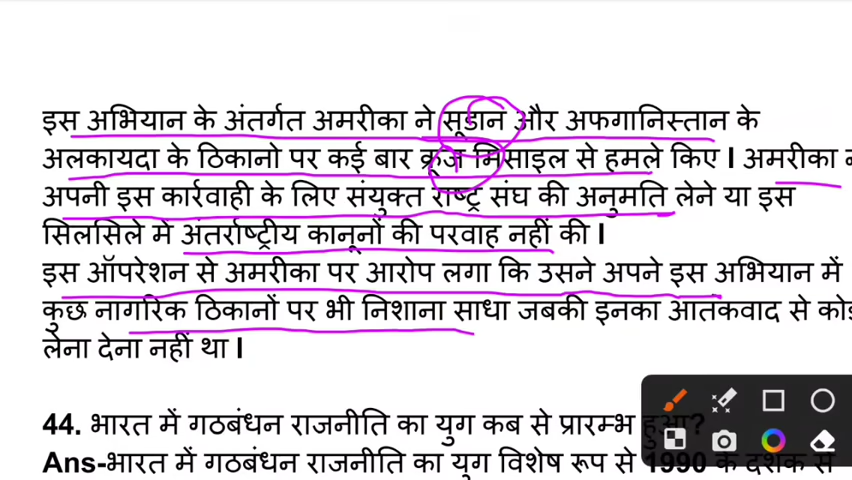 इस अभियान के अंतर्गत अमरीका ने सूडान और अफगानिस्तान के
अलकायदा के ठिकानो पर कई बार क्रूज मिसाइल से हमले किए I अमरीका
अपनी इस कार्रवाही के लिए संयुक्त राष्ट्र संघ की अनुमति लेने या इस
सिलसिले में अंतर्राष्ट्रीय कानूनों की परवाह नहीं की I
इस ऑपरेशन से अमरीका पर आरोप लगा कि उसने अपने इस अभियान में
कुछ नागरिक ठिकानों पर भी निशाना साधा जबकी इनका आतंकवाद से
लेना देना नहीं था I
44. भारत में गठबंधन राजनीति का युग कब से प्रारम्भ हुआ?
Ans-भारत में गठबंधन राजनीति का युग विशेष रूप से 1990 के दशक से